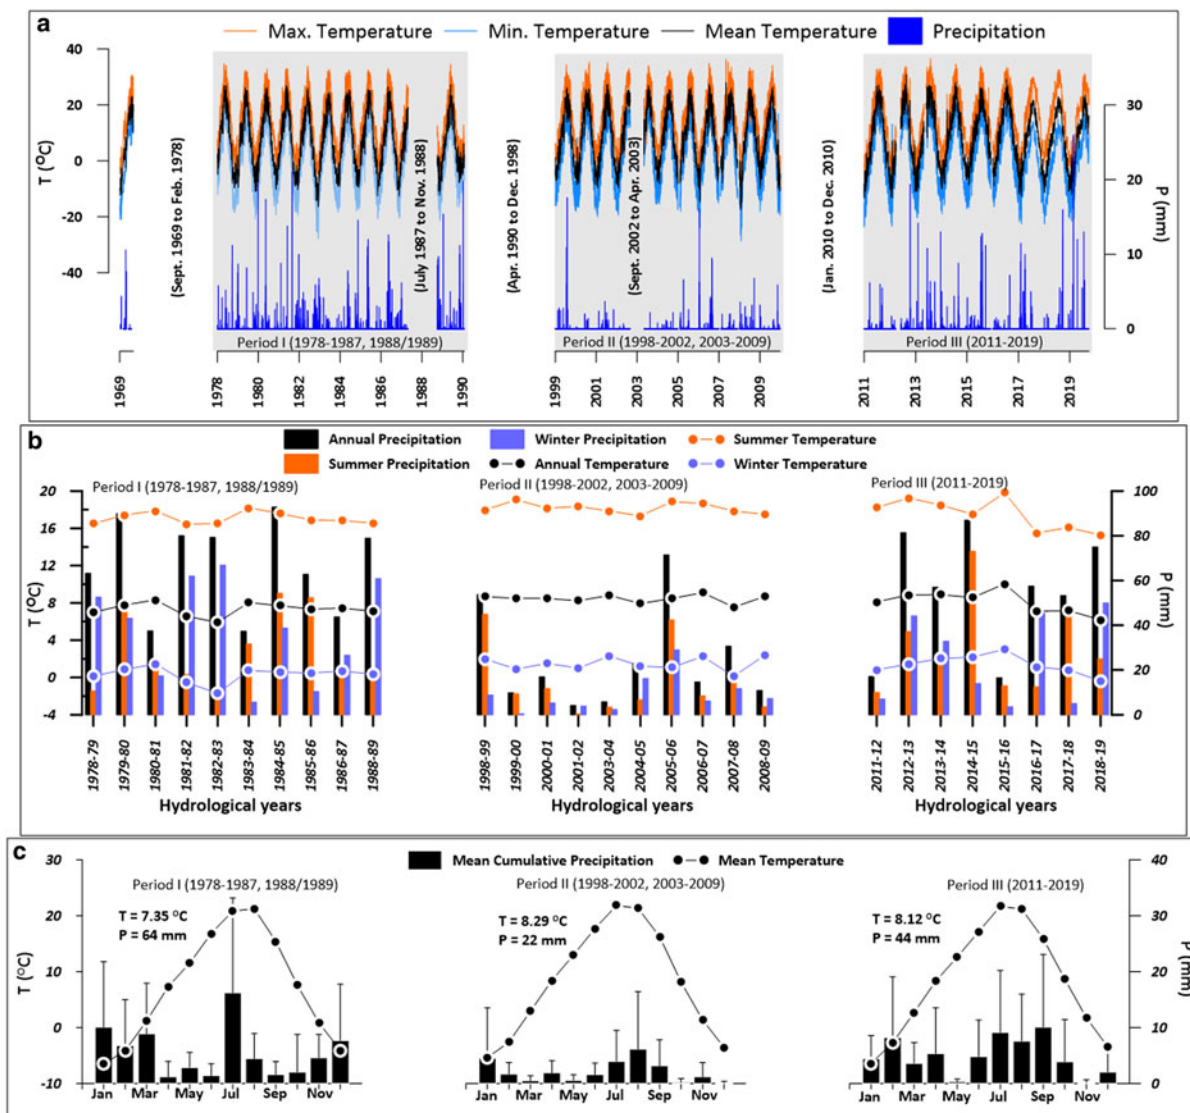 a
Max. Temperature Min. Temperature Mean Temperature Precipitation
40
20
0
-20
-40
T (°C)
30
20
10
0
P (mm)
(Sept. 1969 to Feb. 1978)
(July 1987 to Nov. 1988)
(Apr. 1990 to Dec. 1998)
(Sept. 2002 to Apr. 2003)
(Jan. 2010 to Dec. 2010)
Period I (1978-1987, 1988/1989) Period II (1998-2002, 2003-2009) Period III (2011-2019)
1969 1978 1980 1982 1984 1986 1988 1990 1999 2001 2003 2005 2007 2009 2011 2013 2015 2017 2019
b
Annual Precipitation Winter Precipitation Summer Temperature
Summer Precipitation Annual Temperature Winter Temperature
Period I (1978-1987, 1988/1989) Period II (1998-2002, 2003-2009) Period III (2011-2019)
20
16
12
8
4
0
-4
T (°C)
100
80
60
40
20
0
P (mm)
1978-79 1979-80 1980-81 1981-82 1982-83 1983-84 1984-85 1985-86 1986-87 1988-89 1998-99 1999-00 2000-01 2001-02 2003-04 2004-05 2005-06 2006-07 2007-08 2008-09 2011-12 2012-13 2013-14 2014-15 2015-16 2016-17 2017-18 2018-19
Hydrological years Hydrological years Hydrological years
c
Mean Cumulative Precipitation Mean Temperature
Period I (1978-1987, 1988/1989) Period II (1998-2002, 2003-2009) Period III (2011-2019)
T = 7.35 °C
P = 64 mm
T = 8.29 °C
P = 22 mm
T = 8.12 °C
P = 44 mm
30
20
10
0
-10
T (°C)
40
30
20
10
0
P (mm)
Jan Mar May Jul Sep Nov Jan Mar May Jul Sep Nov Jan Mar May Jul Sep Nov